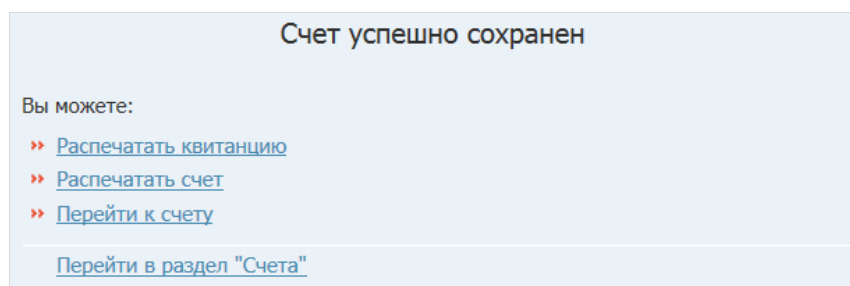 Счет успешно сохранен
Вы можете:
Распечатать квитанцию
Распечатать счет
Перейти к счету
Перейти в раздел "Счета"